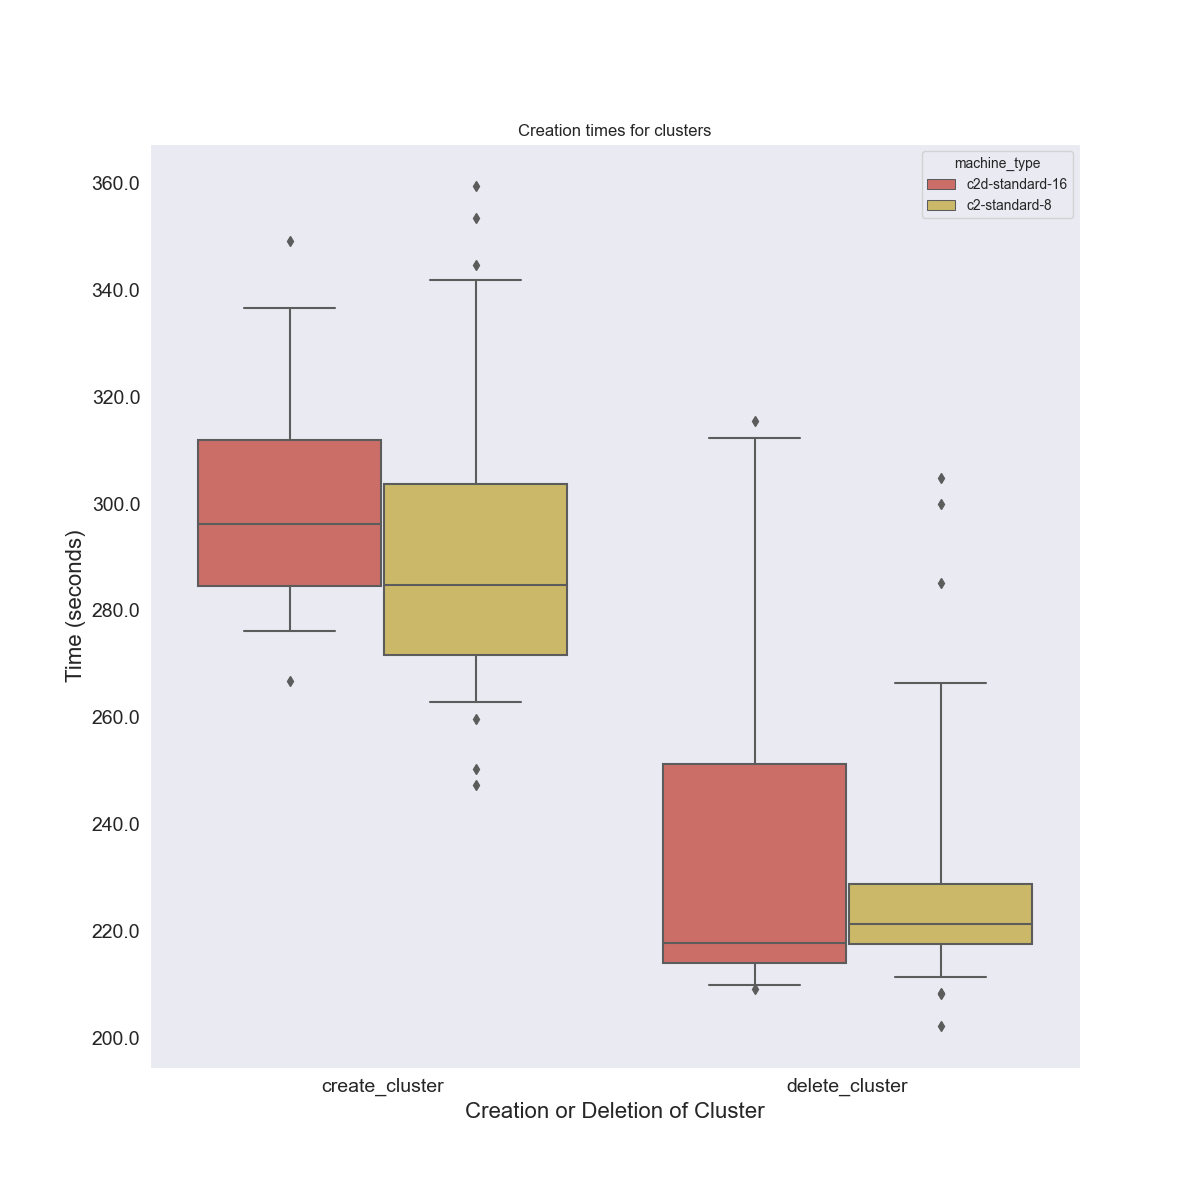 Creation times for clusters
machine_type
c2d-standard-16
c2-standard-8
360.0
340.0
320.0
300.0
280.0
260.0
240.0
220.0
200.0
Time (seconds)
create_cluster
delete_cluster
Creation or Deletion of Cluster